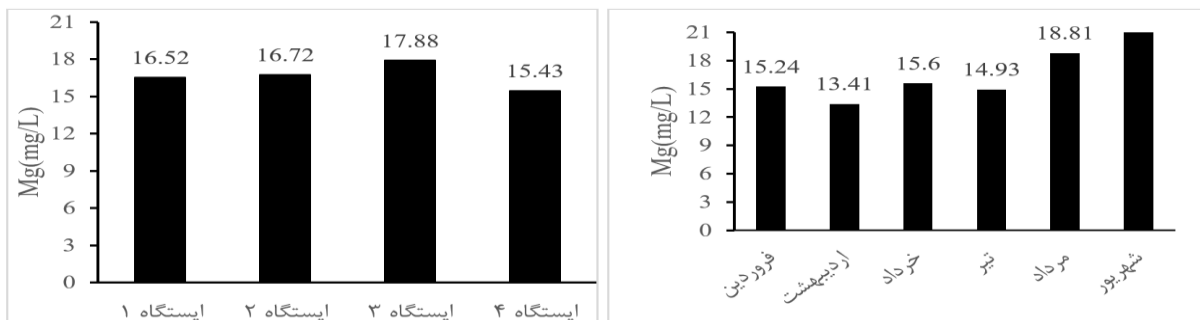 Mg(mg/L)
21
18
15
12
9
6
3
0
16.52
16.72
17.88
15.43
ایستگاه ۱
ایستگاه ۲
ایستگاه ۳
ایستگاه ۴
Mg(mg/L)
21
18
15
12
9
6
3
0
15.24
13.41
15.6
14.93
18.81
فروردین
اردیبهشت
خرداد
تیر
مرداد
شهریور